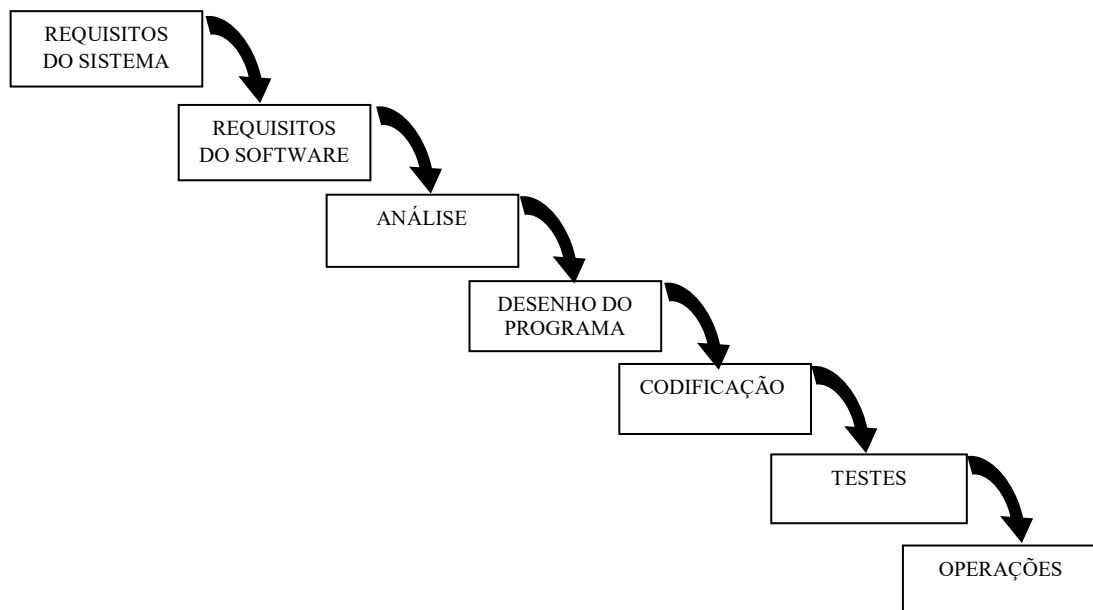 REQUISITOS
DO SISTEMA
REQUISITOS
DO SOFTWARE
ANÁLISE
DESENHO DO
PROGRAMA
CODIFICAÇÃO
TESTES
OPERAÇÕES